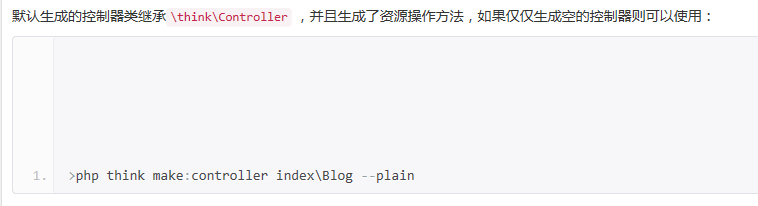 默认生成的控制器类继承 \think\Controller ，并且生成了资源操作方法，如果仅仅生成空的控制器则可以使用：
1. >php think make:controller index\Blog --plain